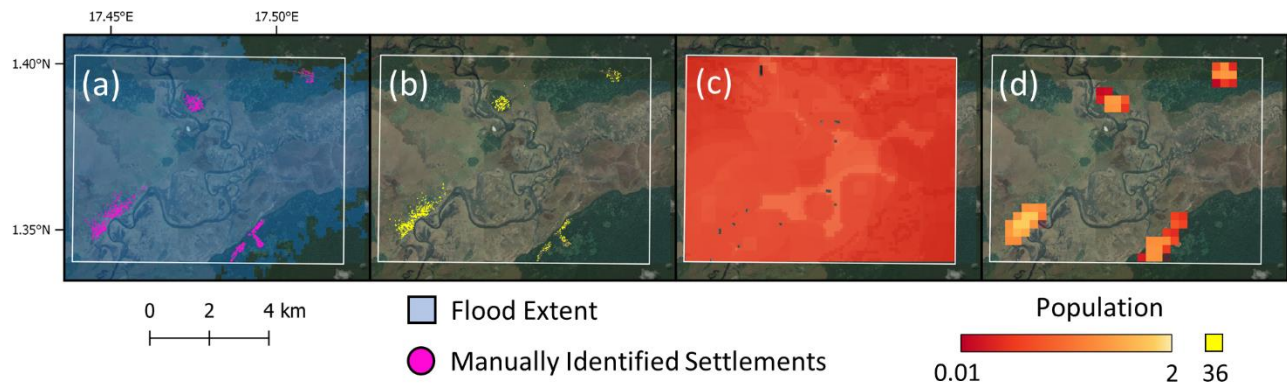 17.45°E 17.50°E
1.40°N
1.35°N
(a) (b) (c) (d)
0 2 4 km
Flood Extent
Manually Identified Settlements
Population
0.01 2 36